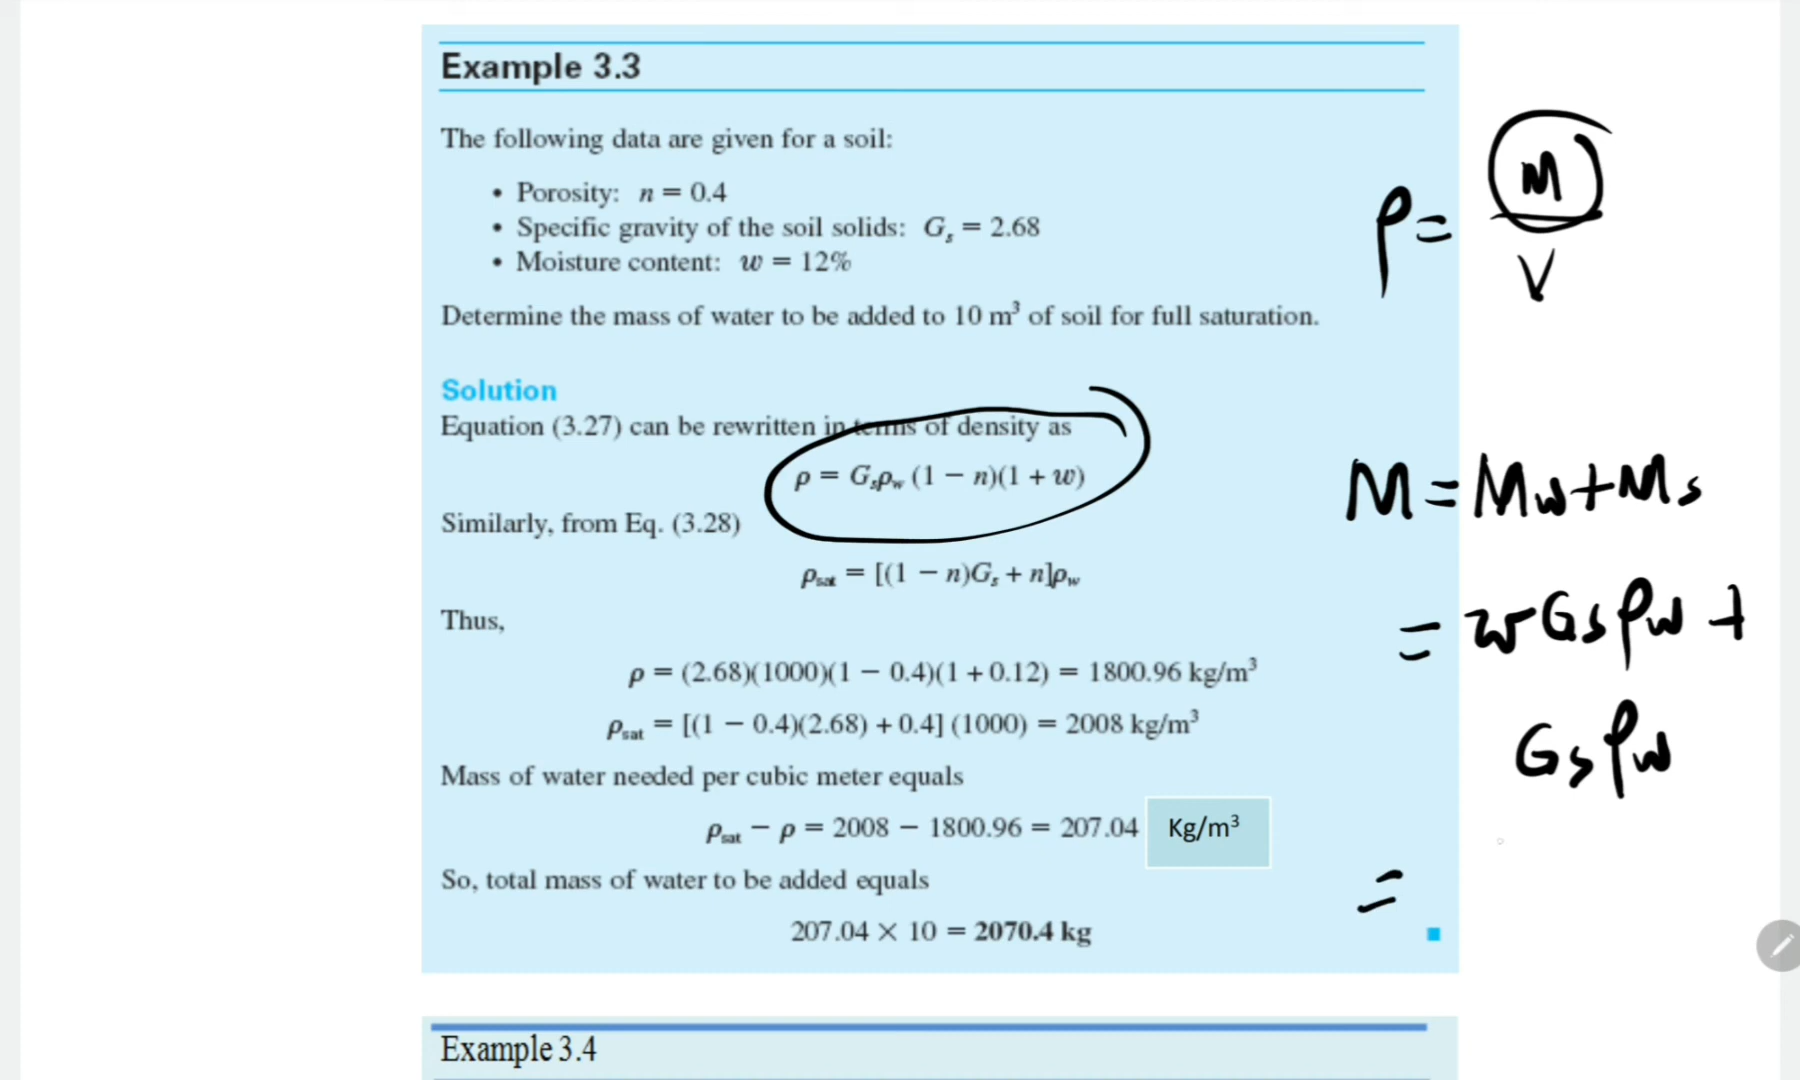 Example 3.3
The following data are given for a soil:
• Porosity: n = 0.4
• Specific gravity of the soil solids: Gₛ = 2.68
• Moisture content: w = 12%
Determine the mass of water to be added to 10 m³ of soil for full saturation.
Solution
Equation (3.27) can be rewritten in terms of density as
ρ = Gₛρw (1 − n)(1 + w)
Similarly, from Eq. (3.28)
ρsat = [(1 − n)Gₛ + n]ρw
Thus,
ρ = (2.68)(1000)(1 − 0.4)(1 + 0.12) = 1800.96 kg/m³
ρsat = [(1 − 0.4)(2.68) + 0.4] (1000) = 2008 kg/m³
Mass of water needed per cubic meter equals
ρsat − ρ = 2008 − 1800.96 = 207.04 Kg/m³
So, total mass of water to be added equals
207.04 × 10 = 2070.4 kg
Example 3.4
ρ = M
V
M = Mw + Ms
= w Gs ρw +
Gs ρw
=